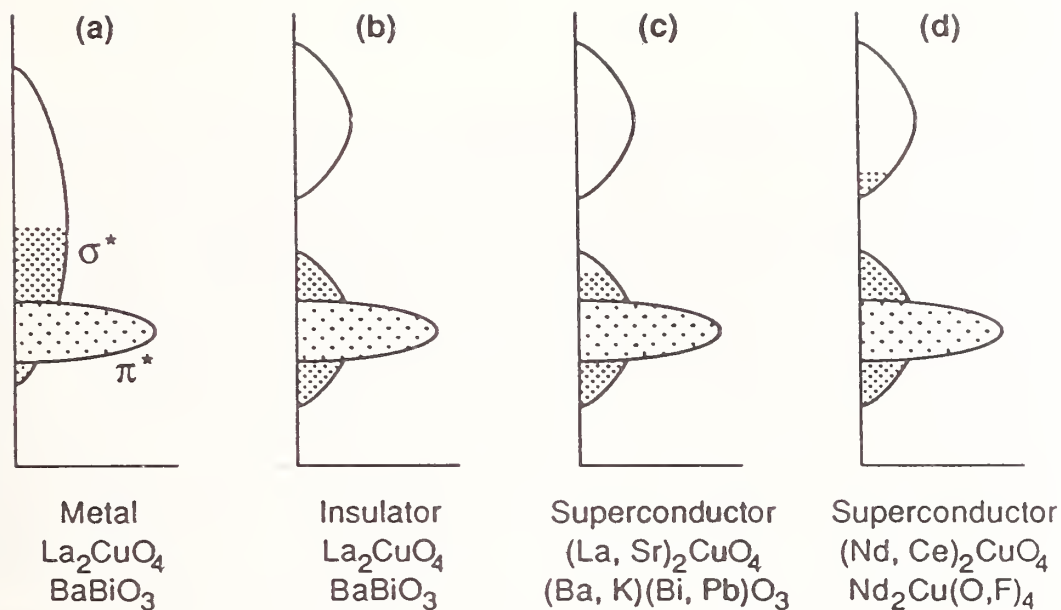 (a)
(b)
(c)
(d)
σ*
π*
Metal
La₂CuO₄
BaBiO₃
Insulator
La₂CuO₄
BaBiO₃
Superconductor
(La, Sr)₂CuO₄
(Ba, K)(Bi, Pb)O₃
Superconductor
(Nd, Ce)₂CuO₄
Nd₂Cu(O,F)₄